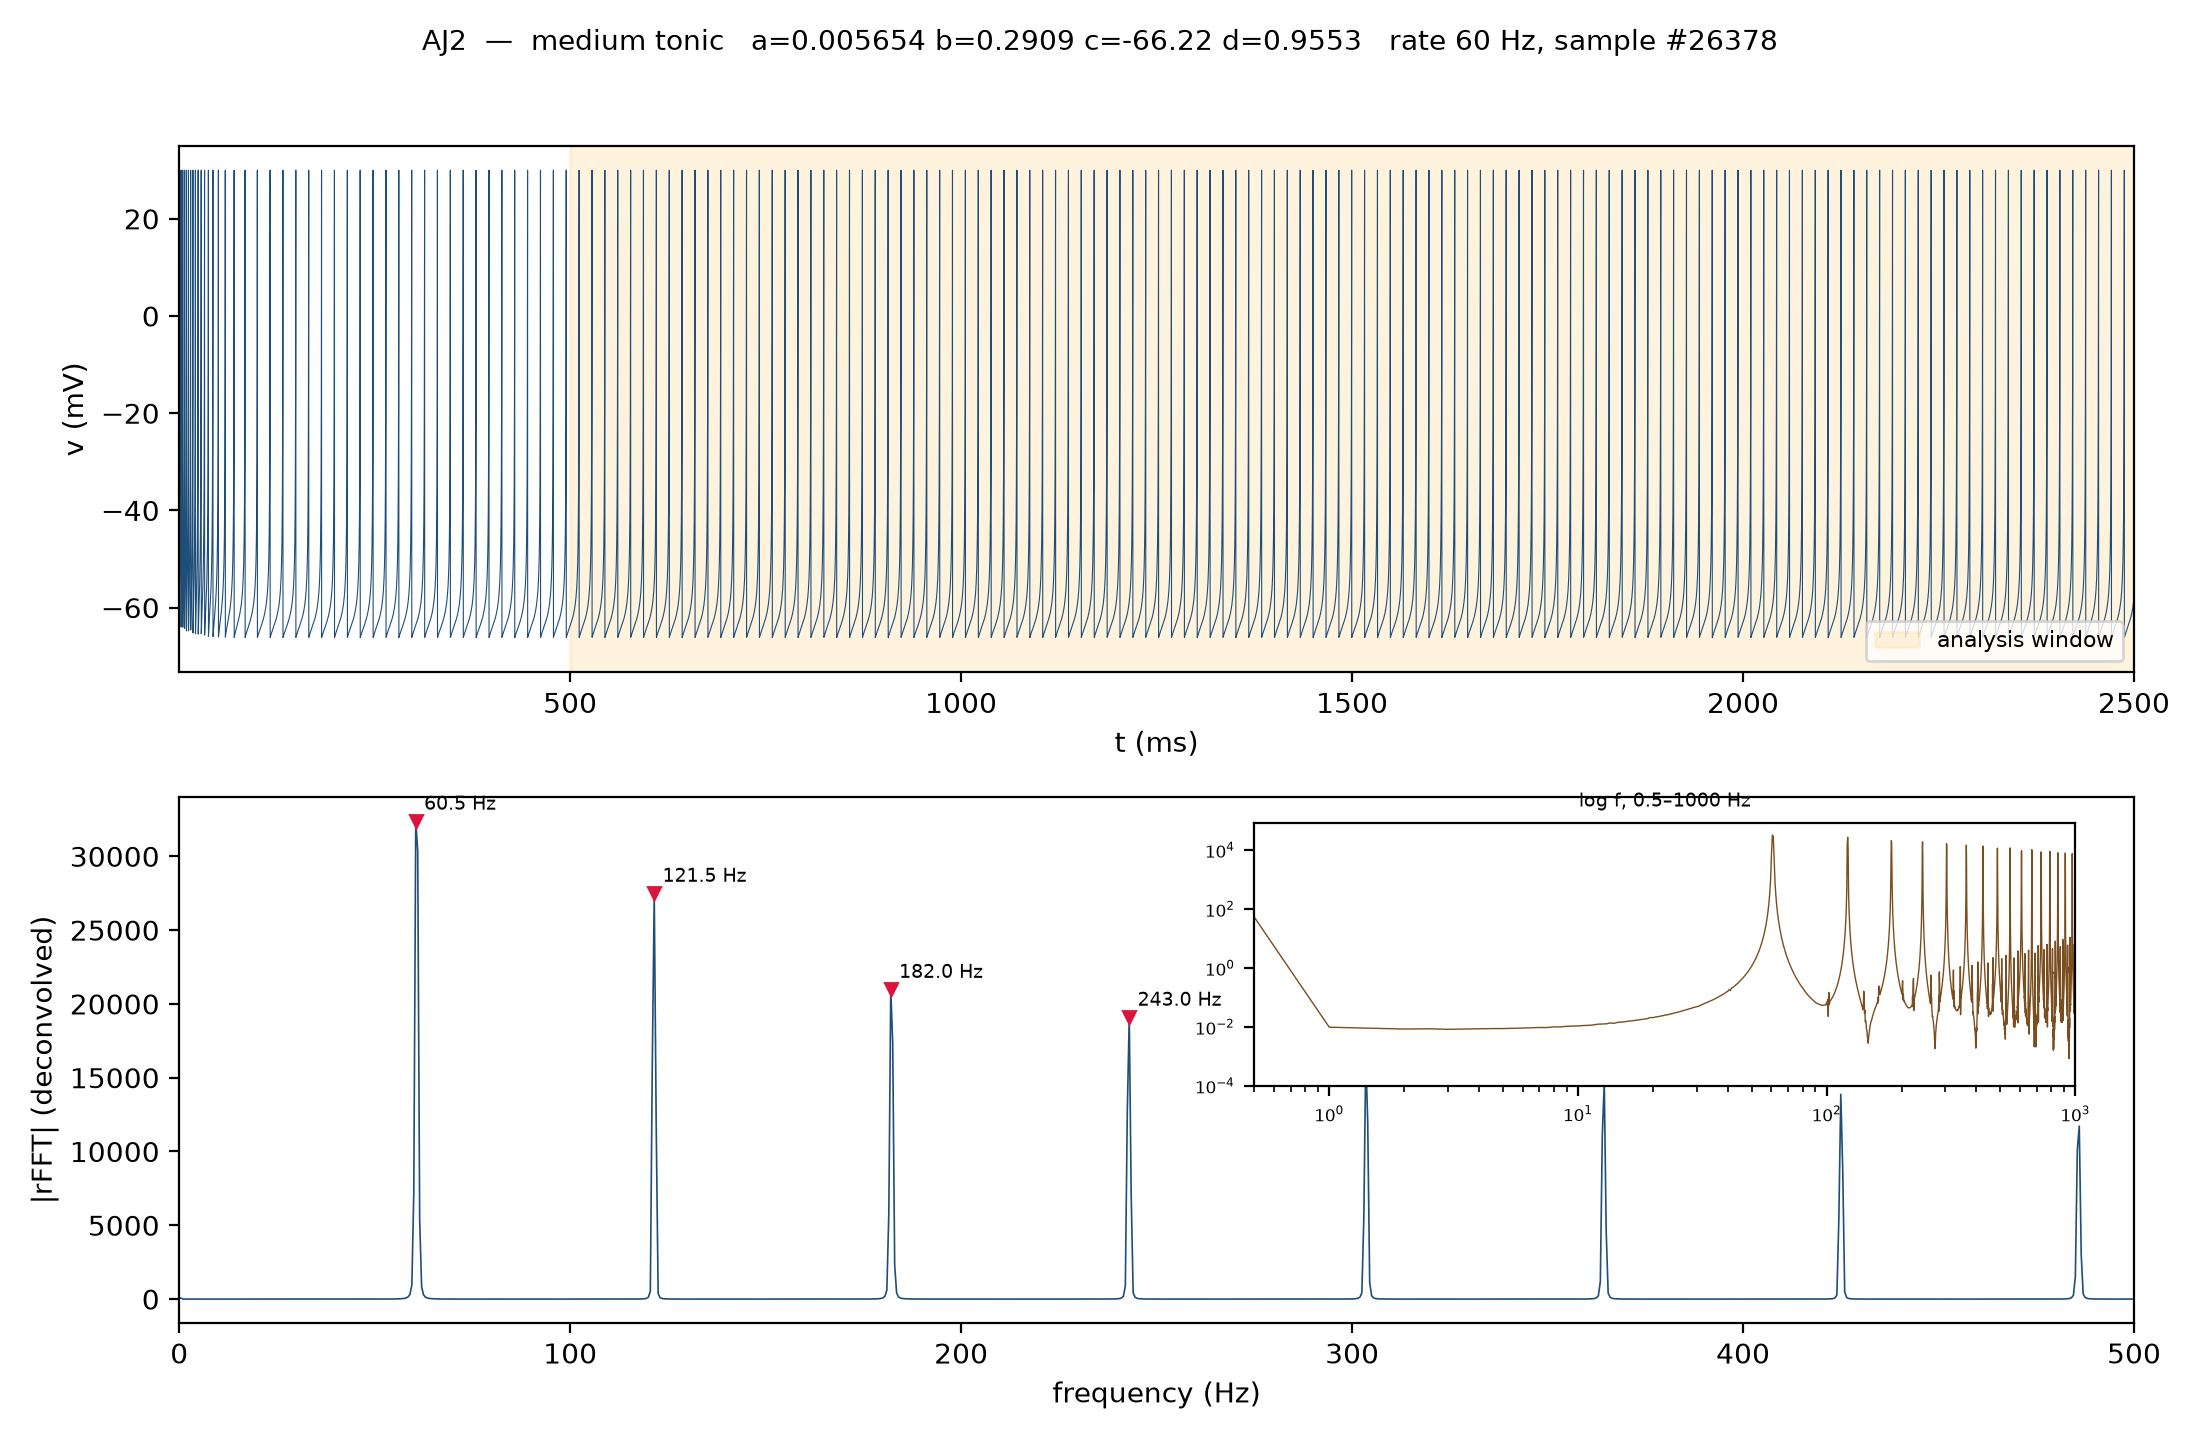 AJ2 — medium tonic a=0.005654 b=0.2909 c=-66.22 d=0.9553 rate 60 Hz, sample #26378
v (mV)
20
0
−20
−40
−60
analysis window
500
1000
1500
2000
2500
t (ms)
|rFFT| (deconvolved)
30000
25000
20000
15000
10000
5000
0
60.5 Hz
121.5 Hz
182.0 Hz
243.0 Hz
log f, 0.5–1000 Hz
10⁴
10²
10⁰
10⁻²
10⁻⁴
10⁰
10¹
10²
10³
0
100
200
300
400
500
frequency (Hz)